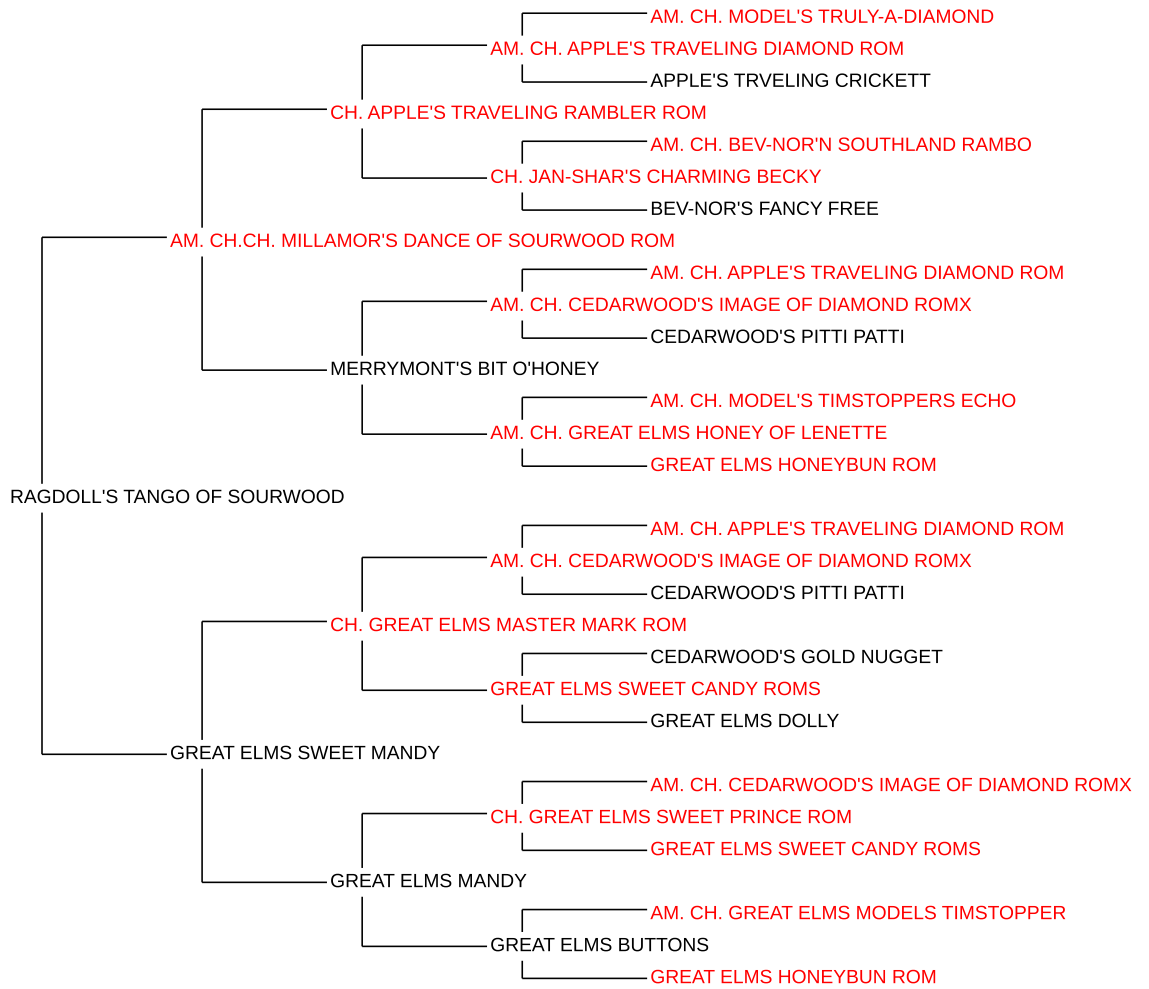 AM. CH. MODEL'S TRULY-A-DIAMOND
AM. CH. APPLE'S TRAVELING DIAMOND ROM
APPLE'S TRVELING CRICKETT
CH. APPLE'S TRAVELING RAMBLER ROM
AM. CH. BEV-NOR'N SOUTHLAND RAMBO
CH. JAN-SHAR'S CHARMING BECKY
BEV-NOR'S FANCY FREE
AM. CH.CH. MILLAMOR'S DANCE OF SOURWOOD ROM
AM. CH. APPLE'S TRAVELING DIAMOND ROM
AM. CH. CEDARWOOD'S IMAGE OF DIAMOND ROMX
CEDARWOOD'S PITTI PATTI
MERRYMONT'S BIT O'HONEY
AM. CH. MODEL'S TIMSTOPPERS ECHO
AM. CH. GREAT ELMS HONEY OF LENETTE
GREAT ELMS HONEYBUN ROM
RAGDOLL'S TANGO OF SOURWOOD
AM. CH. APPLE'S TRAVELING DIAMOND ROM
AM. CH. CEDARWOOD'S IMAGE OF DIAMOND ROMX
CEDARWOOD'S PITTI PATTI
CH. GREAT ELMS MASTER MARK ROM
CEDARWOOD'S GOLD NUGGET
GREAT ELMS SWEET CANDY ROMS
GREAT ELMS DOLLY
GREAT ELMS SWEET MANDY
AM. CH. CEDARWOOD'S IMAGE OF DIAMOND ROMX
CH. GREAT ELMS SWEET PRINCE ROM
GREAT ELMS SWEET CANDY ROMS
GREAT ELMS MANDY
AM. CH. GREAT ELMS MODELS TIMSTOPPER
GREAT ELMS BUTTONS
GREAT ELMS HONEYBUN ROM